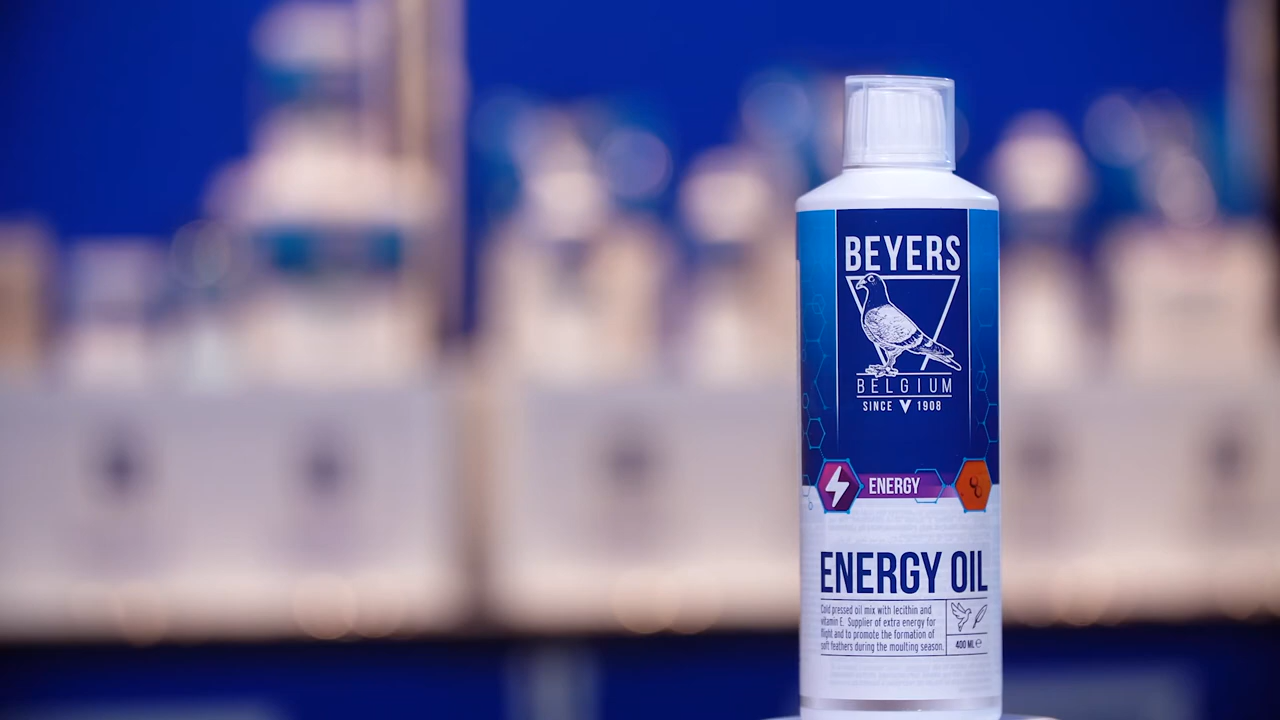 BEYERS
BELGIUM
SINCE 1908
ENERGY
ENERGY OIL
Cold pressed oil mix with lecithin and
vitamin E. Supplier of extra energy for
flight and to promote the formation of
soft feathers during the moulting season.
400 ML ℮